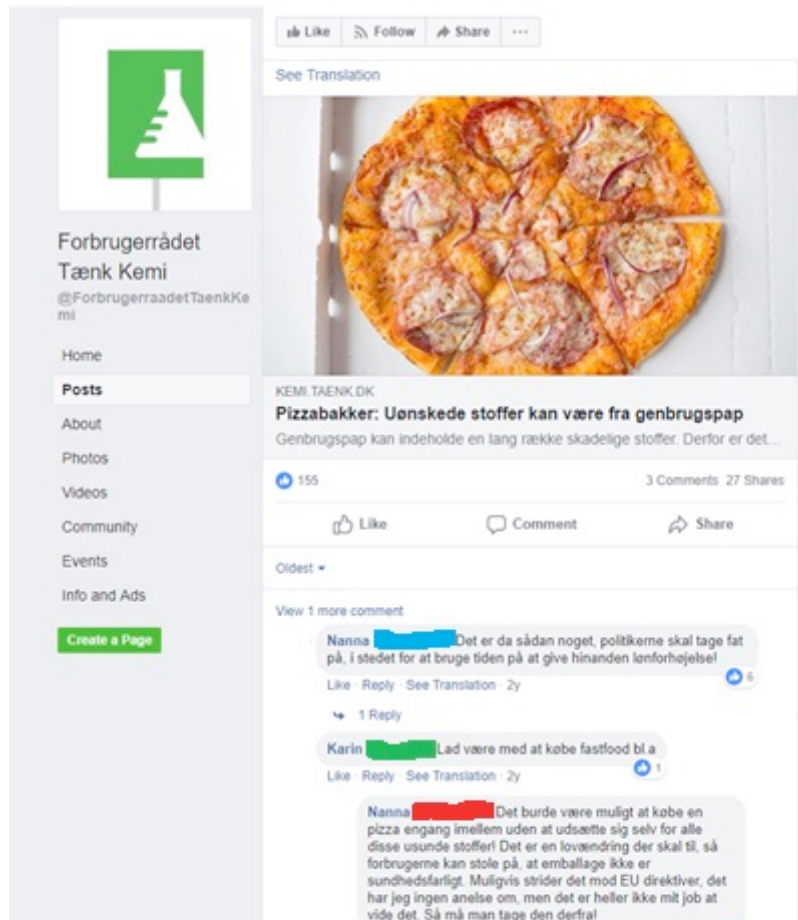 Like Follow Share ...
See Translation
Forbrugerrådet
Tænk Kemi
@ForbrugerraadetTaenkKe
mi
Home
Posts
About
Photos
Videos
Community
Events
Info and Ads
Create a Page
KEMI.TAENK.DK
Pizzabakker: Uønskede stoffer kan være fra genbrugspap
Genbrugspap kan indeholde en lang række skadelige stoffer. Derfor er det...
155 3 Comments 27 Shares
Like Comment Share
Oldest
View 1 more comment
Nanna Det er da sådan noget, politikerne skal tage fat
på, i stedet for at bruge tiden på at give hinanden lønforhøjelse!
6
Like · Reply · See Translation · 2y
1 Reply
Karin Lad være med at købe fastfood bl.a
1
Like · Reply · See Translation · 2y
Nanna Det burde være muligt at købe en
pizza engang imellem uden at udsætte sig selv for alle
disse usunde stoffer! Det er en lovændring der skal til, så
forbrugerne kan stole på, at emballage ikke er
sundhedsfarligt. Muligvis strider det mod EU direktiver, det
har jeg ingen anelse om, men det er heller ikke mit job at
vide det. Så må man tage den derfra!